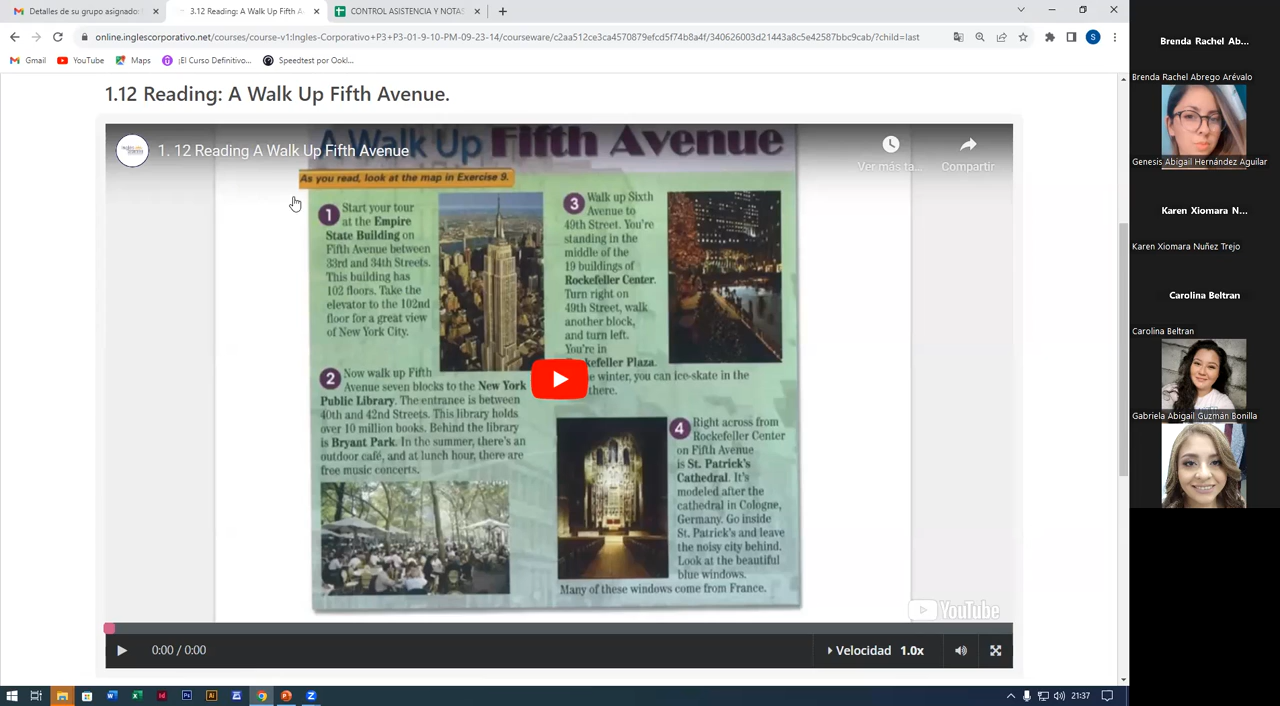 Detalles de su grupo asignado:
3.12 Reading: A Walk Up Fifth A
CONTROL ASISTENCIA Y NOTAS
online.inglescorporativo.net/courses/course-v1:Ingles-Corporativo+P3+P3-01-9-10-PM-09-23-14/courseware/c2aa512ce3ca4570879efcd5f74b8a4f/340626003d21443a8c5e42587bbc9cab/?child=last
Gmail
YouTube
Maps
¡El Curso Definitivo...
Speedtest por Ookl...
1.12 Reading: A Walk Up Fifth Avenue.
A Walk Up Fifth Avenue
1. 12 Reading A Walk Up Fifth Avenue
Ver más ta...
Compartir
As you read, look at the map in Exercise 9.
1 Start your tour
at the Empire
State Building on
Fifth Avenue between
33rd and 34th Streets.
This building has
102 floors. Take the
elevator to the 102nd
floor for a great view
of New York City.
2 Now walk up Fifth
Avenue seven blocks to the New York
Public Library. The entrance is between
40th and 42nd Streets. This library holds
over 10 million books. Behind the library
is Bryant Park. In the summer, there's an
outdoor café, and at lunch hour, there are
free music concerts.
3 Walk up Sixth
Avenue to
49th Street. You're
standing in the
middle of the
19 buildings of
Rockefeller Center.
Turn right on
49th Street, walk
another block,
and turn left.
You're in
ckefeller Plaza.
e winter, you can ice-skate in the
there.
4 Right across from
Rockefeller Center
on Fifth Avenue
is St. Patrick's
Cathedral. It's
modeled after the
cathedral in Cologne,
Germany. Go inside
St. Patrick's and leave
the noisy city behind.
Look at the beautiful
blue windows.
Many of these windows come from France.
YouTube
0:00 / 0:00
Velocidad 1.0x
Brenda Rachel Ab...
Brenda Rachel Abrego Arévalo
Genesis Abigail Hernández Aguilar
Karen Xiomara N...
Karen Xiomara Nuñez Trejo
Carolina Beltran
Carolina Beltran
Gabriela Abigail Guzmán Bonilla
21:37